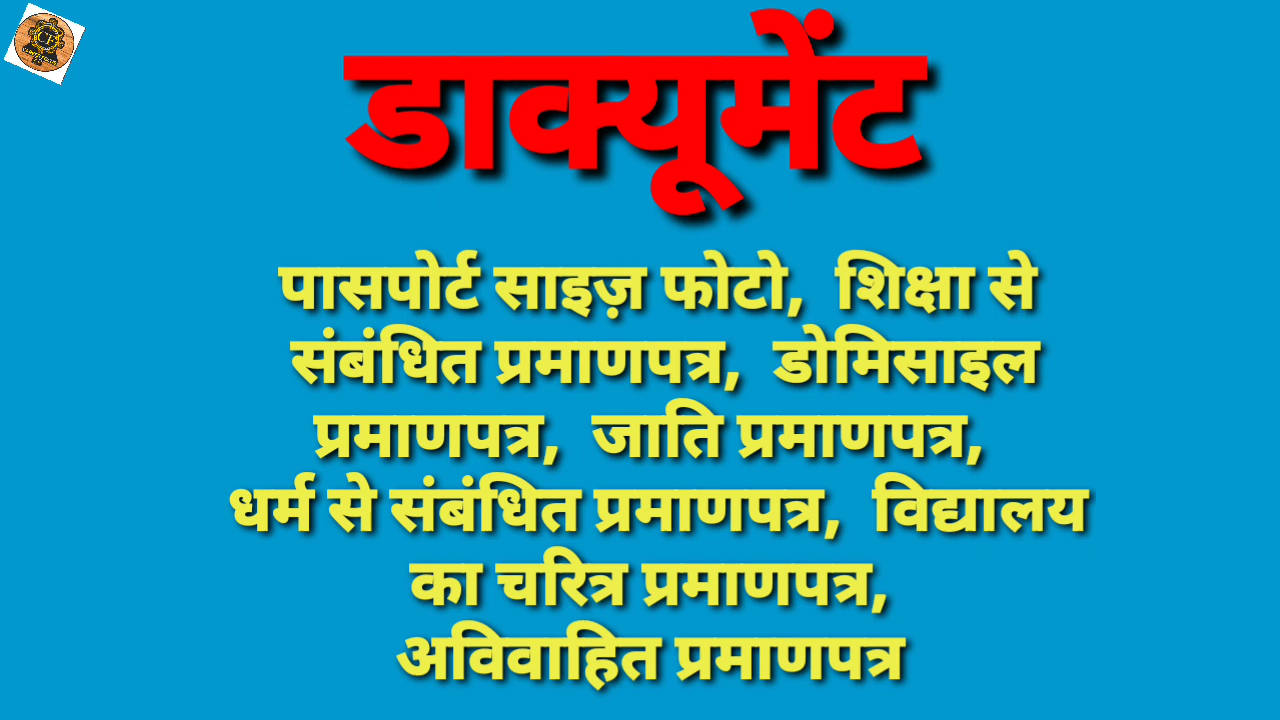 डाक्यूमेंट
पासपोर्ट साइज़ फोटो, शिक्षा से
संबंधित प्रमाणपत्र, डोमिसाइल
प्रमाणपत्र, जाति प्रमाणपत्र,
धर्म से संबंधित प्रमाणपत्र, विद्यालय
का चरित्र प्रमाणपत्र,
अविवाहित प्रमाणपत्र